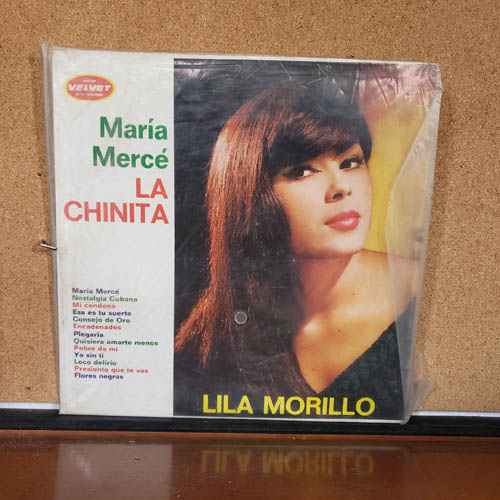 VELVET
María
Mercé
LA
CHINITA
María Mercé
Nostalgia Cubana
Mi condena
Esa es tu suerte
Consejo de Oro
Encadenados
Plegaria
Quisiera amarte menos
Pobre de mi
Yo sin ti
Loco delirio
Presiento que te vas
Flores negras
LILA MORILLO